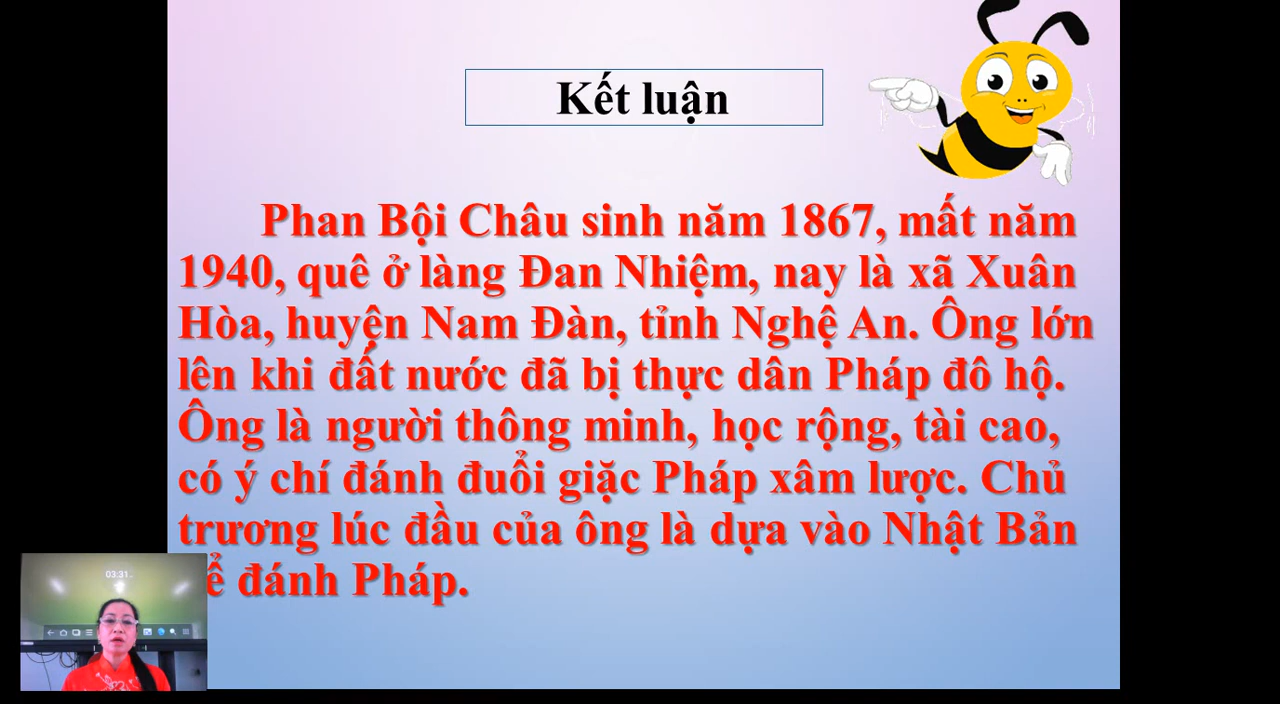 Kết luận
Phan Bội Châu sinh năm 1867, mất năm
1940, quê ở làng Đan Nhiệm, nay là xã Xuân
Hòa, huyện Nam Đàn, tỉnh Nghệ An. Ông lớn
lên khi đất nước đã bị thực dân Pháp đô hộ.
Ông là người thông minh, học rộng, tài cao,
có ý chí đánh đuổi giặc Pháp xâm lược. Chủ
trương lúc đầu của ông là dựa vào Nhật Bản
ể đánh Pháp.
03:31